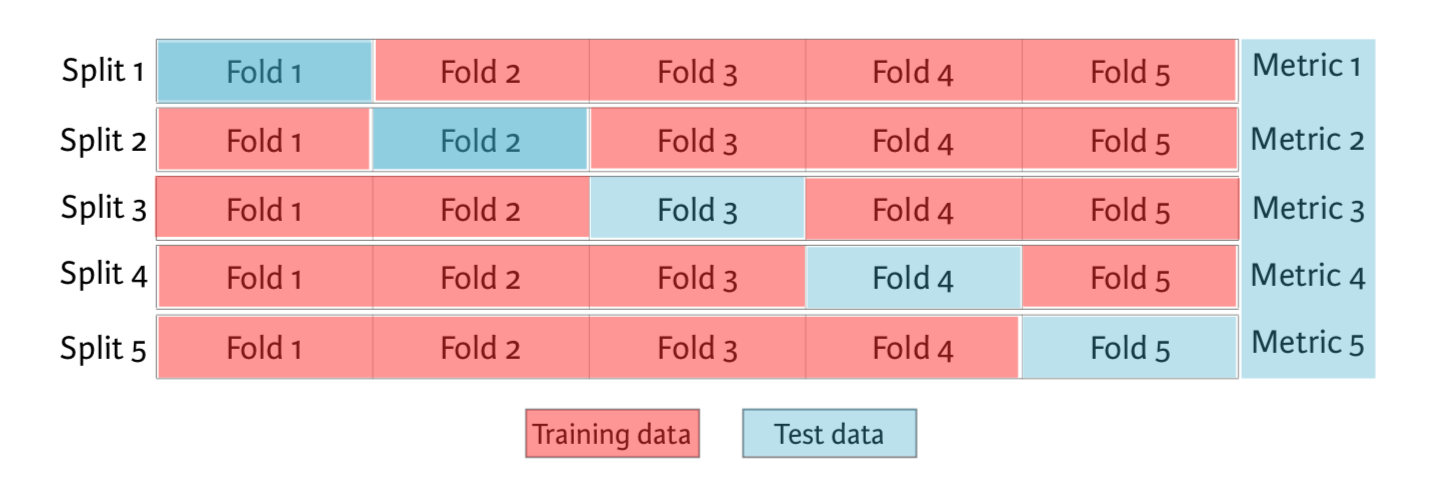 Split 1 Fold 1 Fold 2 Fold 3 Fold 4 Fold 5 Metric 1
Split 2 Fold 1 Fold 2 Fold 3 Fold 4 Fold 5 Metric 2
Split 3 Fold 1 Fold 2 Fold 3 Fold 4 Fold 5 Metric 3
Split 4 Fold 1 Fold 2 Fold 3 Fold 4 Fold 5 Metric 4
Split 5 Fold 1 Fold 2 Fold 3 Fold 4 Fold 5 Metric 5
Training data Test data